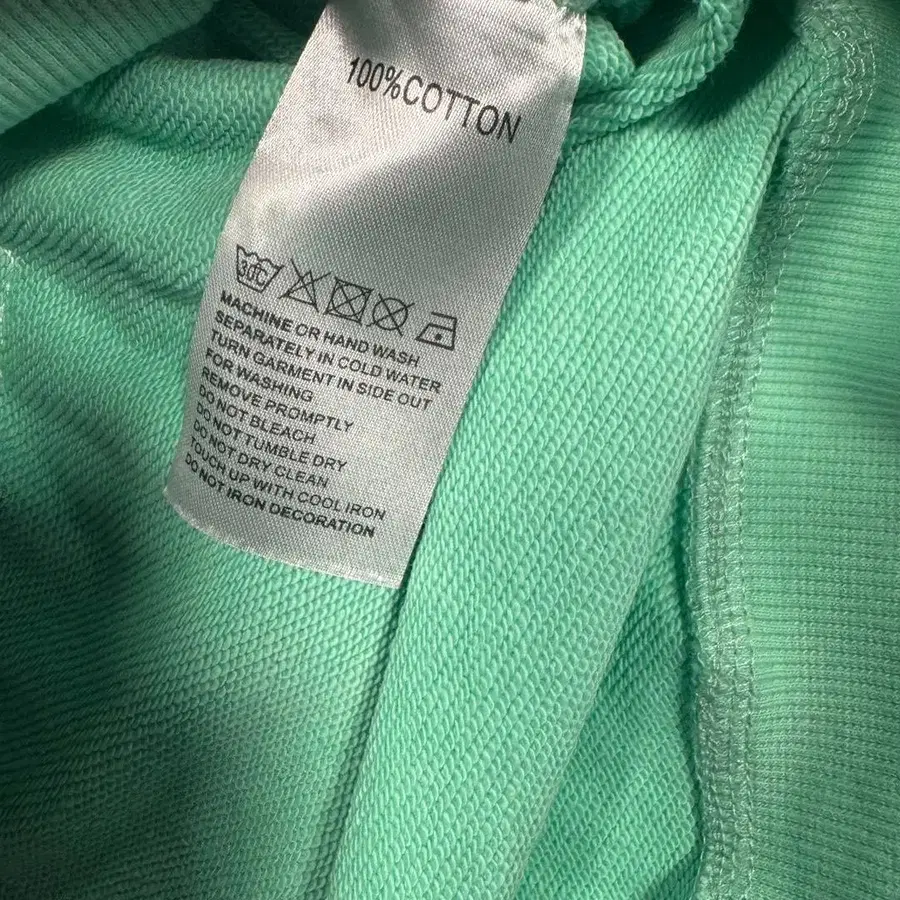 100%COTTON
30°C
MACHINE OR HAND WASH
SEPARATELY IN COLD WATER
TURN GARMENT IN SIDE OUT
FOR WASHING
REMOVE PROMPTLY
DO NOT BLEACH
DO NOT TUMBLE DRY
DO NOT DRY CLEAN
TOUCH UP WITH COOL IRON
DO NOT IRON DECORATION